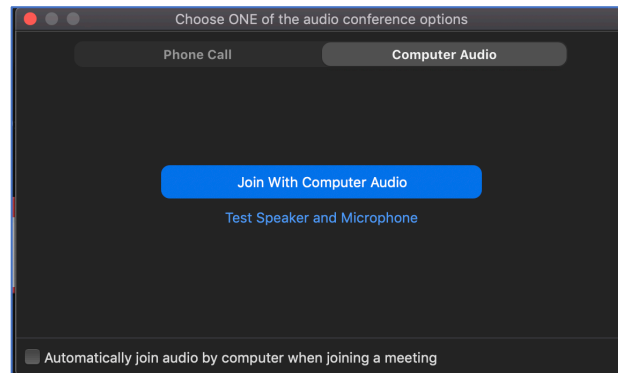 Choose ONE of the audio conference options
Phone Call
Computer Audio
Join With Computer Audio
Test Speaker and Microphone
Automatically join audio by computer when joining a meeting